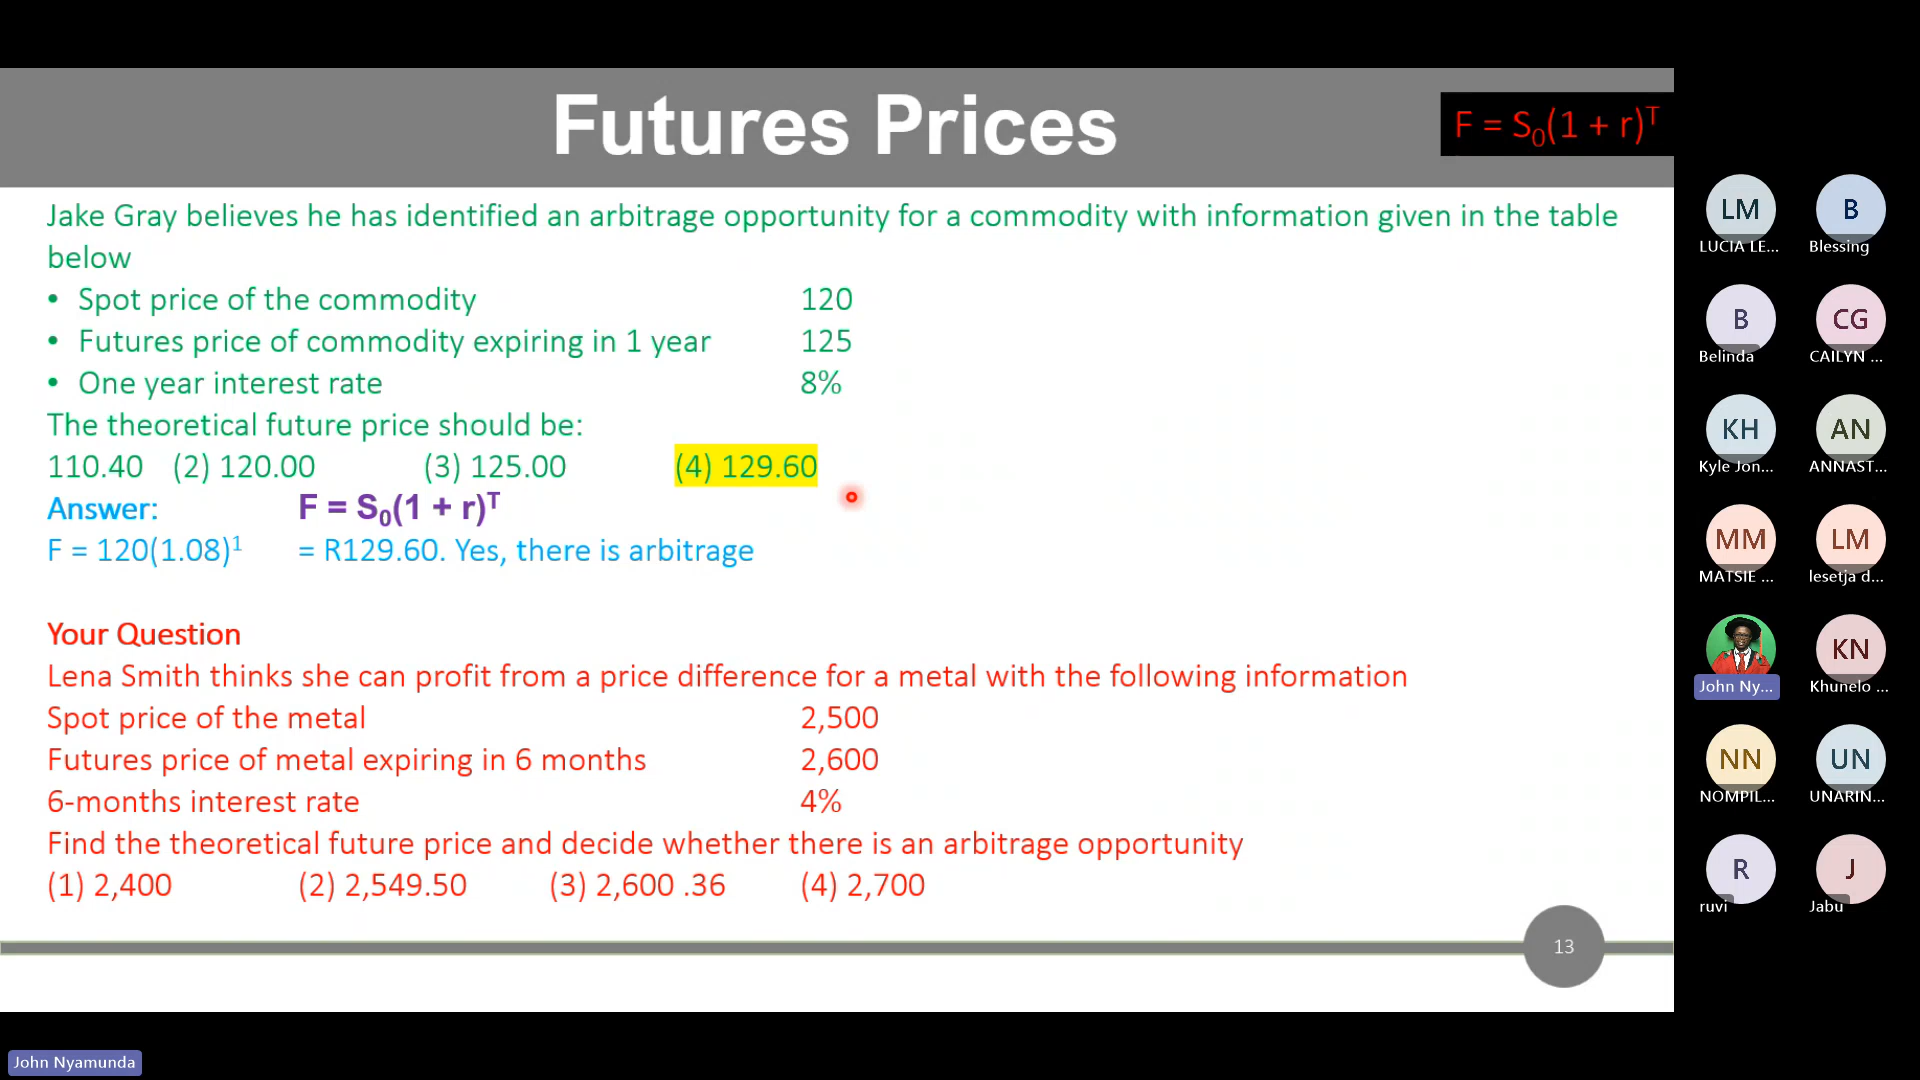 Futures Prices
F = S₀(1 + r)ᵀ
Jake Gray believes he has identified an arbitrage opportunity for a commodity with information given in the table
below
• Spot price of the commodity 120
• Futures price of commodity expiring in 1 year 125
• One year interest rate 8%
The theoretical future price should be:
110.40 (2) 120.00 (3) 125.00 (4) 129.60
Answer: F = S₀(1 + r)ᵀ
F = 120(1.08)¹ = R129.60. Yes, there is arbitrage
Your Question
Lena Smith thinks she can profit from a price difference for a metal with the following information
Spot price of the metal 2,500
Futures price of metal expiring in 6 months 2,600
6-months interest rate 4%
Find the theoretical future price and decide whether there is an arbitrage opportunity
(1) 2,400 (2) 2,549.50 (3) 2,600 .36 (4) 2,700
13
LM B
LUCIA LE... Blessing
B CG
Belinda CAILYN ...
KH AN
Kyle Jon... ANNAST...
MM LM
MATSIE ... lesetja d...
KN
John Ny... Khunelo ...
NN UN
NOMPIL... UNARIN...
R J
ruvi Jabu
John Nyamunda